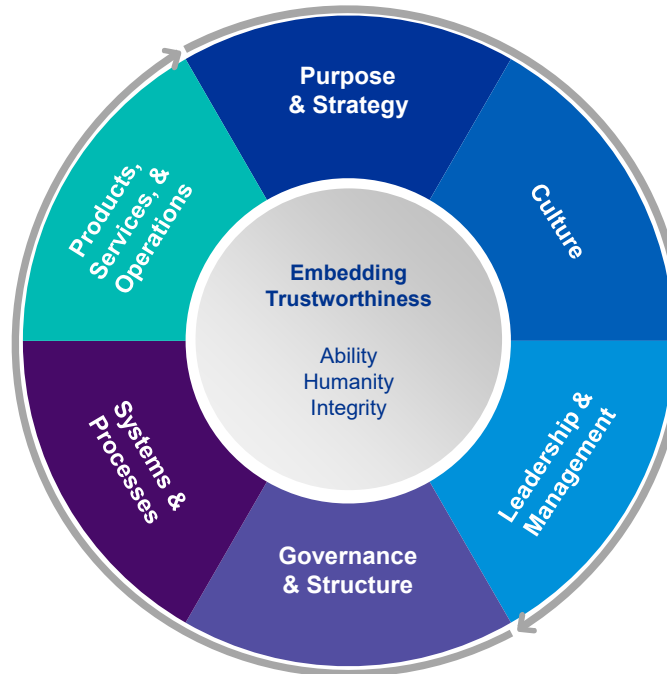 Purpose
& Strategy
Culture
Leadership &
Management
Governance
& Structure
Systems &
Processes
Products,
Services, &
Operations
Embedding
Trustworthiness
Ability
Humanity
Integrity